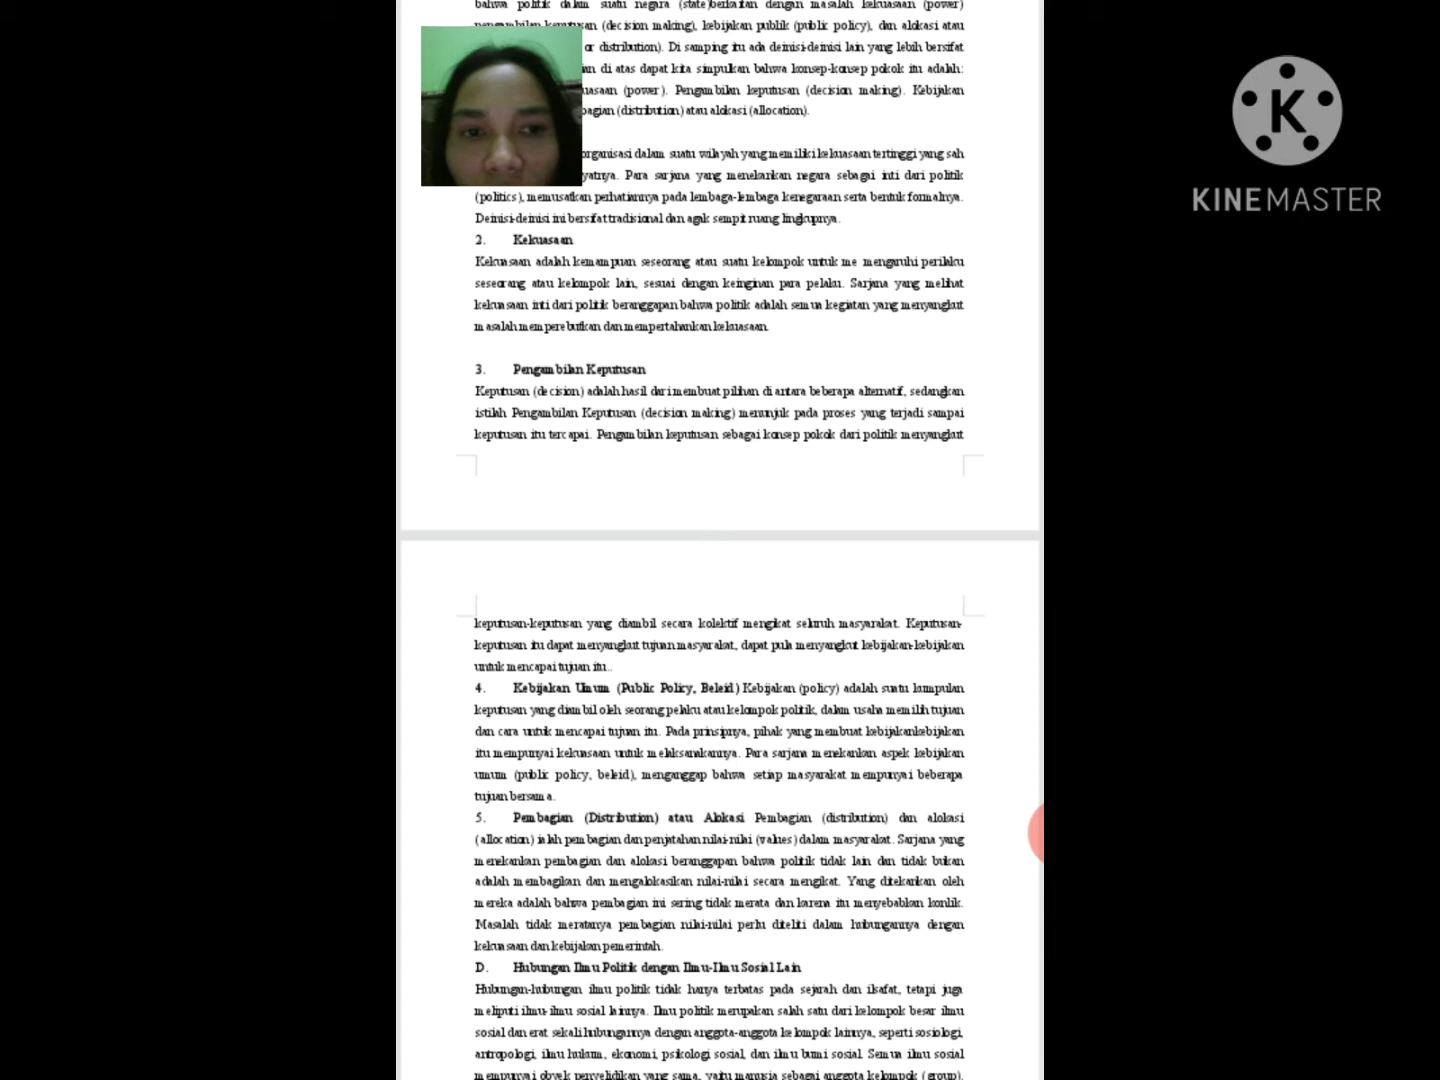 bahwa politik dalam suatu negara (state)berkaitan dengan masalah kekuasaan (power)
pengambilan keputusan (decision making), kebijakan publik (public policy), dan alokasi atau
or distribution). Di samping itu ada deinisi-deinisi lain yang lebih bersifat
di atas dapat kita simpulkan bahwa konsep-konsep pokok itu adalah:
(power). Pengambilan keputusan (decision making). Kebijakan
(distribution) atau alokasi (allocation).
organisasi dalam suatu wilayah yang memiliki kekuasaan tertinggi yang sah
Para sarjana yang menekankan negara sebagai inti dari politik
(politics), memusatkan perhatiannya pada lembaga-lembaga kenegaraan serta bentuk formalnya.
Deinisi-deinisi ini bersifat tradisional dan agak sempit ruang lingkupnya.
2. Kekuasaan
Kekuasaan adalah kemampuan seseorang atau suatu kelompok untuk me mengaruhi perilaku
seseorang atau kelompok lain, sesuai dengan keinginan para pelaku. Sarjana yang melihat
kekuasaan inti dari politik beranggapan bahwa politik adalah semua kegiatan yang menyangkut
masalah memperebutkan dan mempertahankan kekuasaan.
3. Pengambilan Keputusan
Keputusan (decision) adalah hasil dari membuat pilihan di antara beberapa alternatif, sedangkan
istilah Pengambilan Keputusan (decision making) menunjuk pada proses yang terjadi sampai
keputusan itu tercapai. Pengambilan keputusan sebagai konsep pokok dari politik menyangkut
keputusan-keputusan yang diambil secara kolektif mengikat seluruh masyarakat. Keputusan-
keputusan itu dapat menyangkut tujuan masyarakat, dapat pula menyangkut kebijakan-kebijakan
untuk mencapai tujuan itu..
4. Kebijakan Umum (Public Policy, Beleid) Kebijakan (policy) adalah suatu kumpulan
keputusan yang diambil oleh seorang pelaku atau kelompok politik, dalam usaha memilih tujuan
dan cara untuk mencapai tujuan itu. Pada prinsipnya, pihak yang membuat kebijakankebijakan
itu mempunyai kekuasaan untuk melaksanakannya. Para sarjana menekankan aspek kebijakan
umum (public policy, beleid), menganggap bahwa setiap masyarakat mempunyai beberapa
tujuan bersama.
5. Pembagian (Distribution) atau Alokasi Pembagian (distribution) dan alokasi
(allocation) ialah pembagian dan penjatahan nilai-nilai (values) dalam masyarakat. Sarjana yang
menekankan pembagian dan alokasi beranggapan bahwa politik tidak lain dan tidak bukan
adalah membagikan dan mengalokasikan nilai-nilai secara mengikat. Yang ditekankan oleh
mereka adalah bahwa pembagian ini sering tidak merata dan karena itu menyebabkan konlik.
Masalah tidak meratanya pembagian nilai-nilai perlu diteliti dalam hubungannya dengan
kekuasaan dan kebijakan pemerintah.
D. Hubungan Ilmu Politik dengan Ilmu-Ilmu Sosial Lain
Hubungan-hubungan ilmu politik tidak hanya terbatas pada sejarah dan ilsafat, tetapi juga
meliputi ilmu-ilmu sosial lainnya. Ilmu politik merupakan salah satu dari kelompok besar ilmu
sosial dan erat sekali hubungannya dengan anggota-anggota kelompok lainnya, seperti sosiologi,
antropologi, ilmu hukum, ekonomi, psikologi sosial, dan ilmu bumi sosial. Semua ilmu sosial
mempunyai obyek penyelidikan yang sama, yaitu manusia sebagai anggota kelompok (group).
K
KINEMASTER